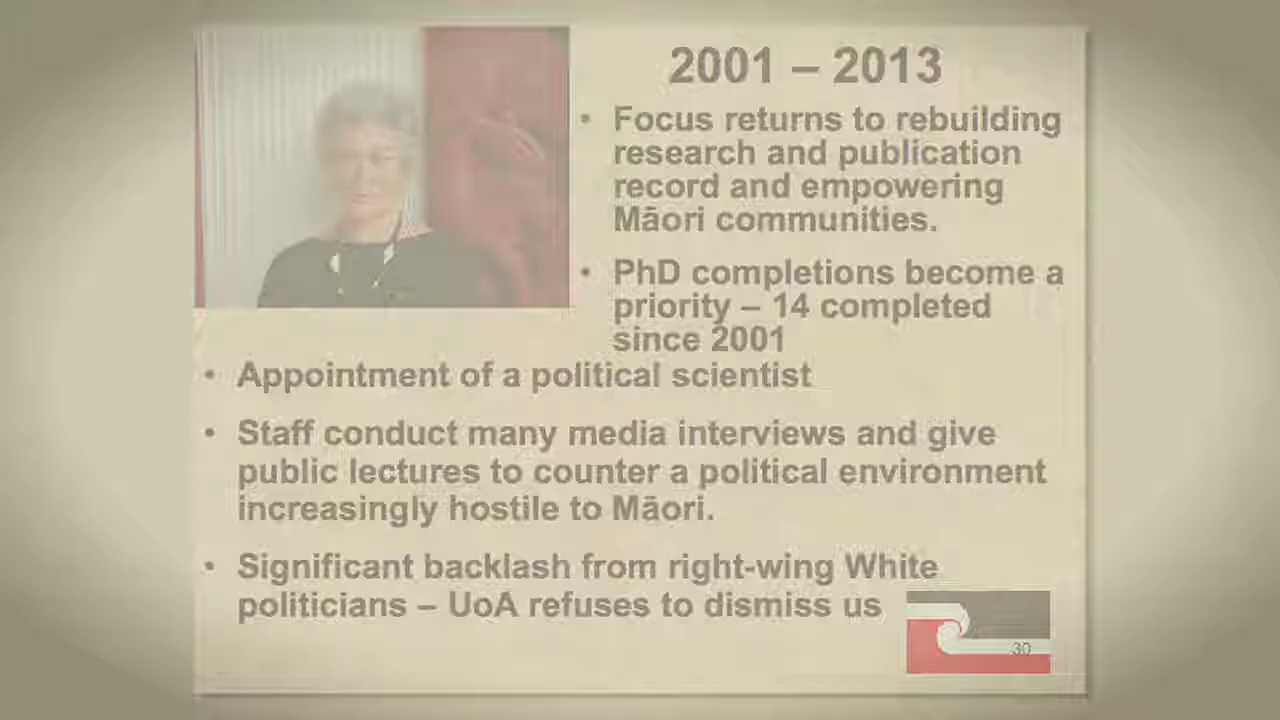 2001 – 2013
• Focus returns to rebuilding
research and publication
record and empowering
Māori communities.
• PhD completions become a
priority – 14 completed
since 2001
• Appointment of a political scientist
• Staff conduct many media interviews and give
public lectures to counter a political environment
increasingly hostile to Māori.
• Significant backlash from right-wing White
politicians – UoA refuses to dismiss us
30